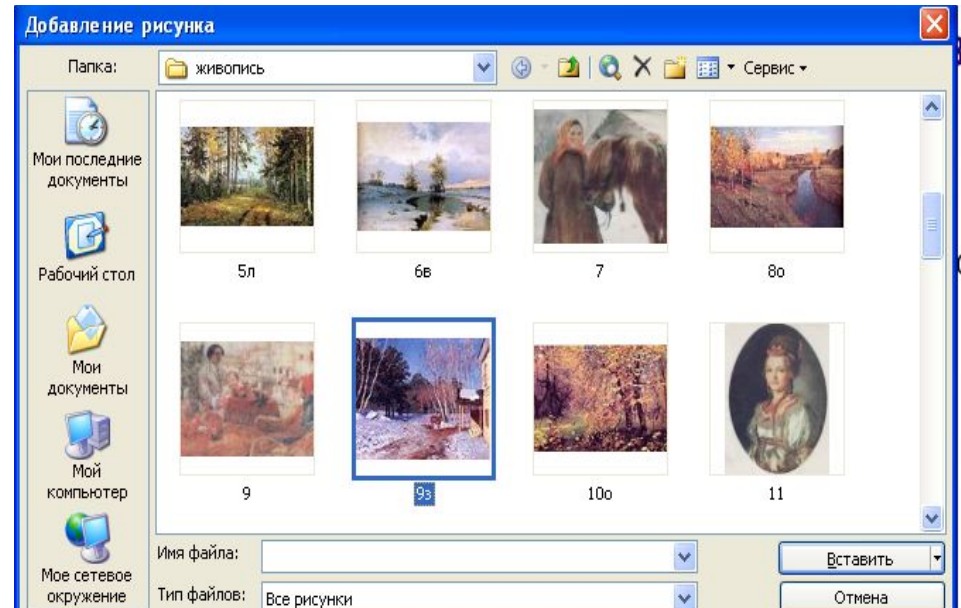 Добавление рисунка
Папка:
живопись
Сервис
Мои последние
документы
Рабочий стол
Мои
документы
Мой
компьютер
Мое сетевое
окружение
5л
6в
7
8о
9
9з
10о
11
Имя файла:
Вставить
Тип файлов:
Все рисунки
Отмена